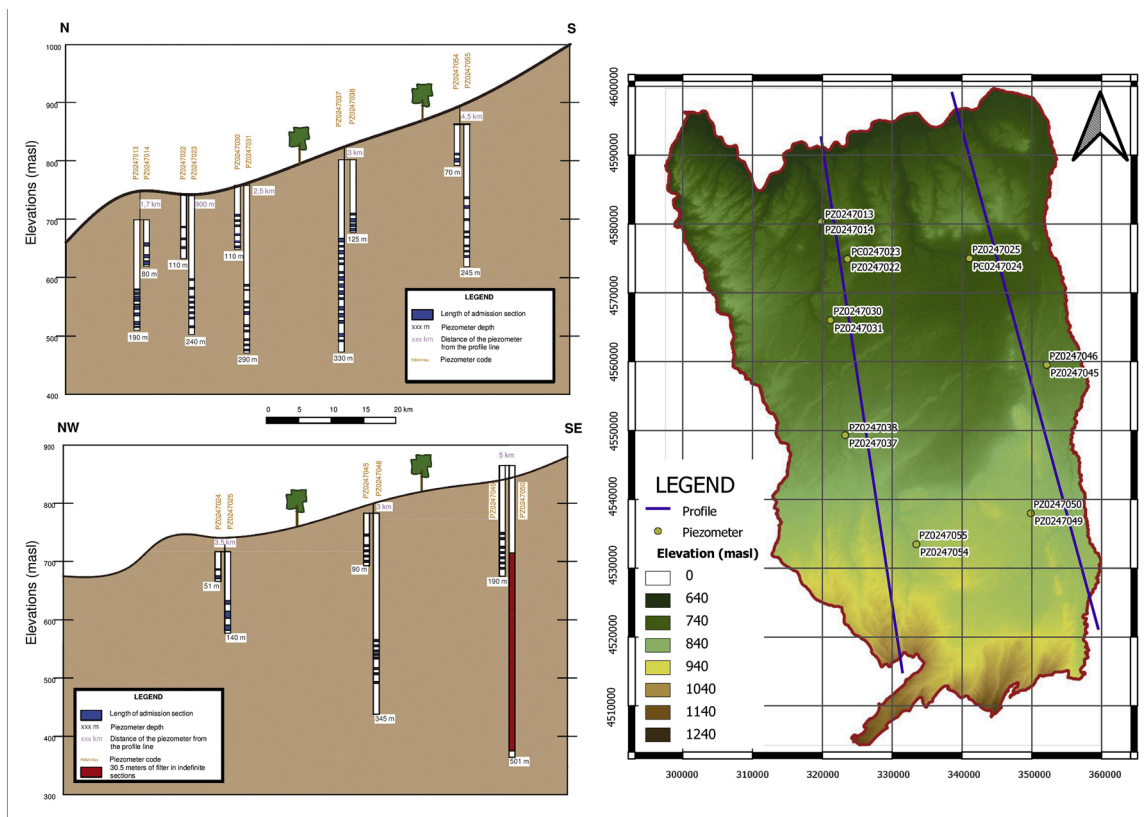 N
S
Elevations (masl)
1000
900
800
700
600
500
400
PZ0247013
PZ0247014
PZ0247022
PZ0247023
PZ0247030
PZ0247031
PZ0247037
PZ0247038
PZ0247054
PZ0247055
1,7 km
900 m
2,5 km
3 km
4,5 km
190 m
80 m
110 m
240 m
110 m
290 m
330 m
125 m
70 m
245 m
LEGEND
Length of admission section
xxx m Piezometer depth
xxx km Distance of the piezometer
from the profile line
Piezometer code
0 5 10 15 20 km
NW
SE
Elevations (masl)
900
800
700
600
500
400
300
PZ0247024
PZ0247025
PZ0247045
PZ0247046
PZ0247049
PZ0247050
3,5 km
3 km
5 km
51 m
140 m
90 m
345 m
190 m
501 m
LEGEND
Length of admission section
xxx m Piezometer depth
xxx km Distance of the piezometer from
the profile line
Piezometer code
30.5 meters of filter in indefinite
sections
4600000
4590000
4580000
4570000
4560000
4550000
4540000
4530000
4520000
4510000
PZ0247013
PZ0247014
PC0247023
PZ0247022
PZ0247025
PC0247024
PZ0247030
PZ0247031
PZ0247046
PZ0247045
PZ0247038
PZ0247037
PZ0247050
PZ0247049
PZ0247055
PZ0247054
LEGEND
Profile
Piezometer
Elevation (masl)
0
640
740
840
940
1040
1140
1240
300000 310000 320000 330000 340000 350000 360000